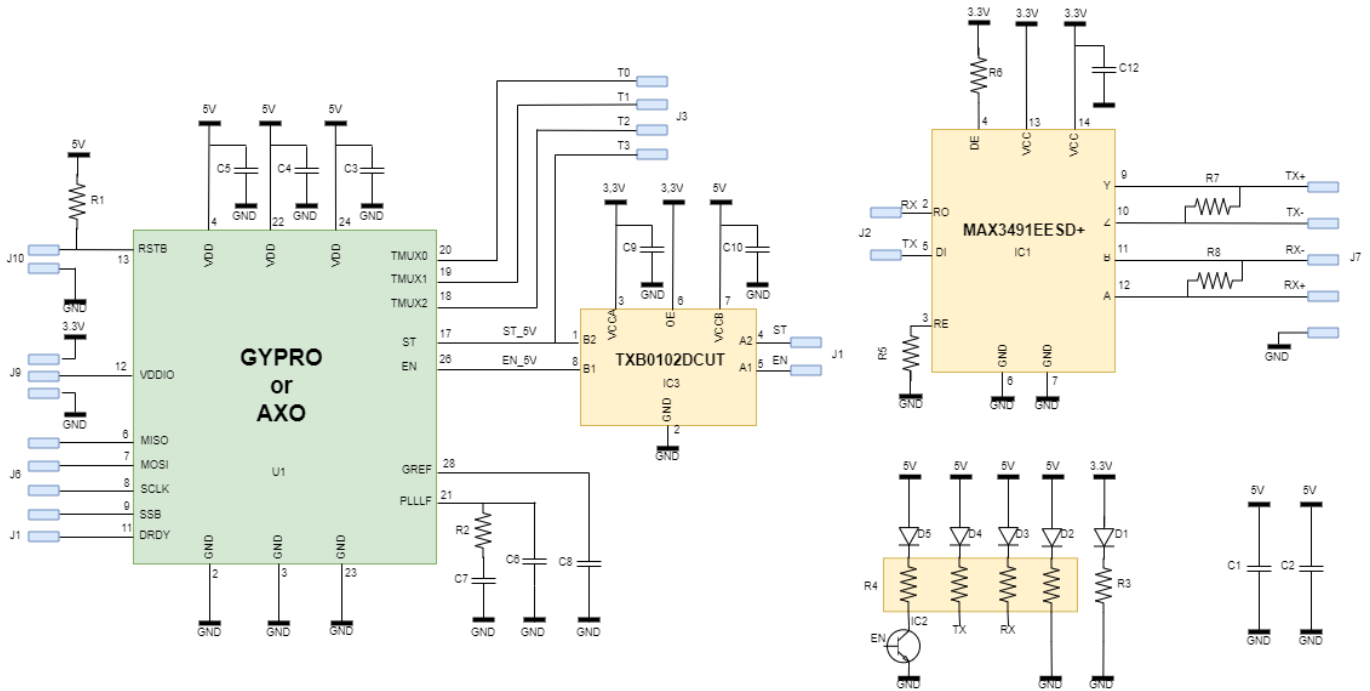 5V
R1
J10
RSTB
13
GND
3.3V
J9
12
VDDIO
GND
6
MISO
7
MOSI
J6
8
SCLK
9
SSB
J1
11
DRDY
5V
5V
5V
C5
C4
C3
GND
GND
GND
4
22
24
VDD
VDD
VDD
GYPRO
or
AXO
U1
TMUX0
20
TMUX1
19
TMUX2
18
ST
17
EN
26
GREF
28
PLLLF
21
GND
GND
GND
2
3
23
GND
GND
GND
T0
T1
T2
T3
J3
ST_5V
EN_5V
R2
C7
C6
C8
GND
GND
GND
3,3V
3,3V
5V
C9
C10
GND
GND
3
6
7
VCCA
OE
VCCB
1
B2
8
B1
TXB0102DCUT
IC3
A2
4
ST
A1
5
EN
J1
GND
2
GND
3.3V
3.3V
3.3V
R6
C12
GND
4
13
14
DE
VCC
VCC
J2
RX
2
RO
TX
5
DI
MAX3491EESD+
IC1
3
RE
R5
GND
GND
GND
6
7
GND
GND
Y
9
Z
10
B
11
A
12
R7
R8
TX+
TX-
RX-
RX+
J7
GND
5V
5V
5V
5V
3.3V
D5
D4
D3
D2
D1
R4
R3
IC2
TX
RX
EN
GND
GND
GND
5V
5V
C1
C2
GND
GND